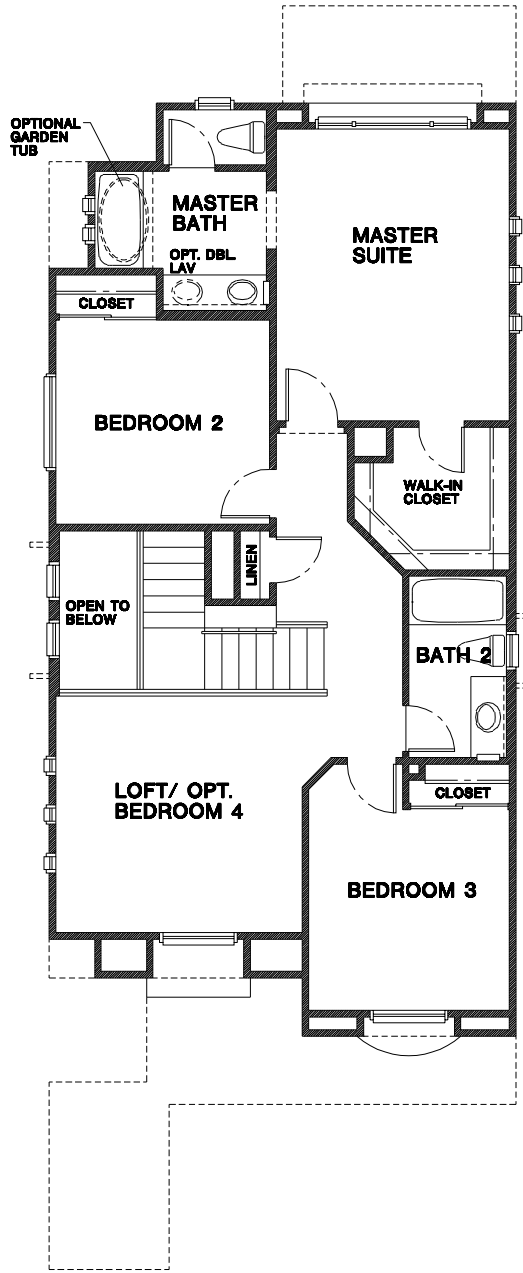 OPTIONAL
GARDEN
TUB
MASTER
BATH
OPT. DBL.
LAV
MASTER
SUITE
CLOSET
BEDROOM 2
WALK-IN
CLOSET
LINEN
OPEN TO
BELOW
BATH 2
LOFT/ OPT.
BEDROOM 4
CLOSET
BEDROOM 3